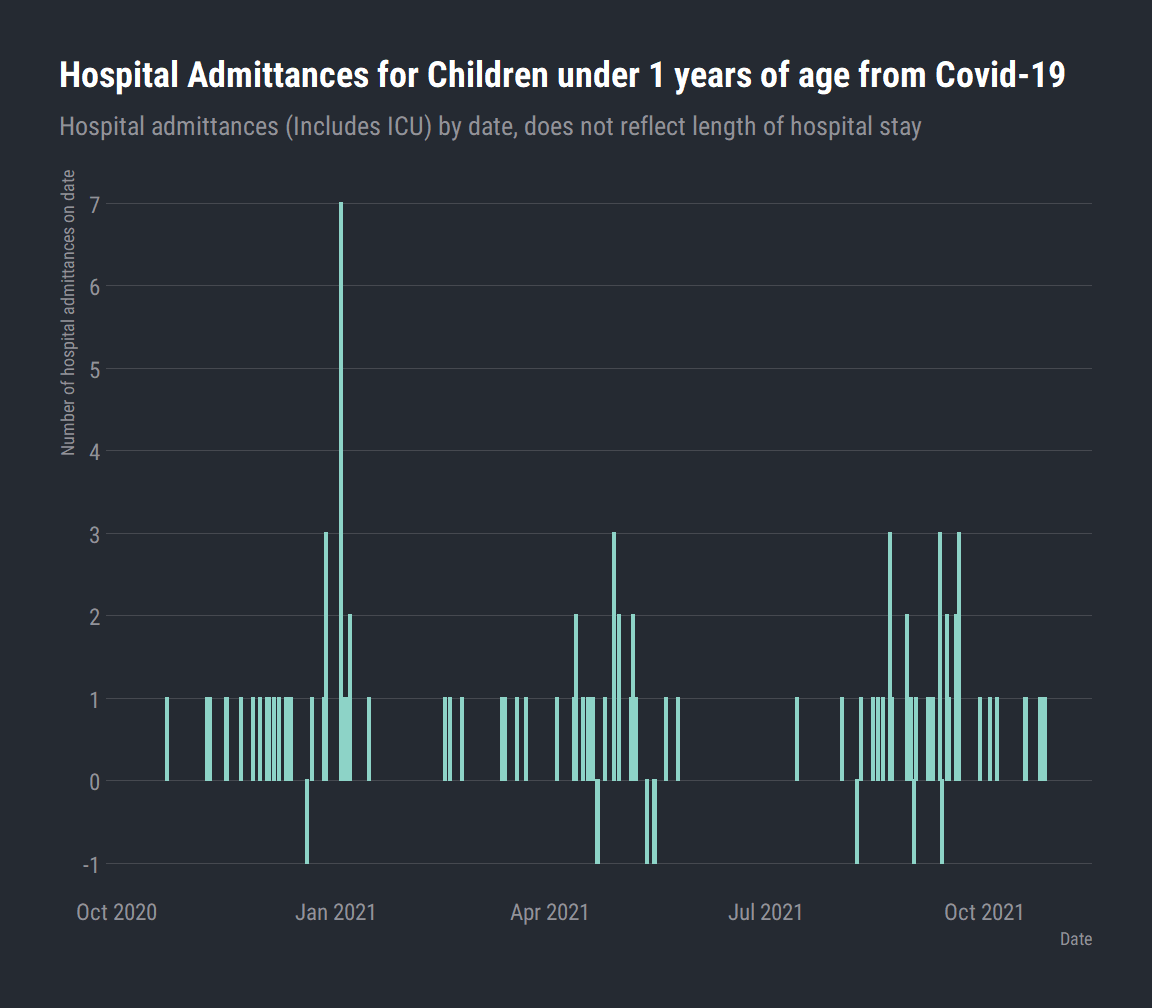 Hospital Admittances for Children under 1 years of age from Covid-19
Hospital admittances (Includes ICU) by date, does not reflect length of hospital stay
Number of hospital admittances on date
7
6
5
4
3
2
1
0
-1
Oct 2020
Jan 2021
Apr 2021
Jul 2021
Oct 2021
Date